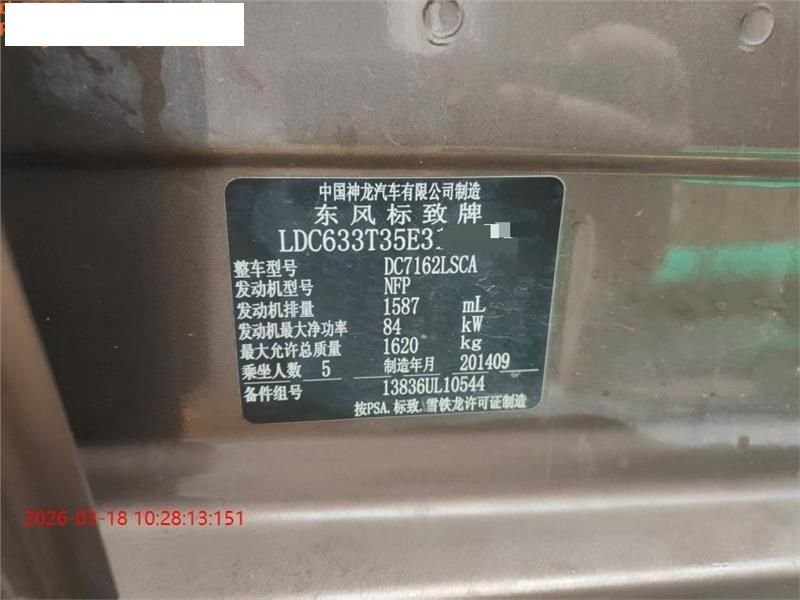 中国神龙汽车有限公司制造
东风标致牌
LDC633T35E3
整车型号 DC7162LSCA
发动机型号 NFP
发动机排量 1587 mL
发动机最大净功率 84 kW
最大允许总质量 1620 kg
乘坐人数 5 制造年月 201409
备件组号 13836UL10544
按PSA.标致.雪铁龙许可证制造
2026-03-18 10:28:13:151